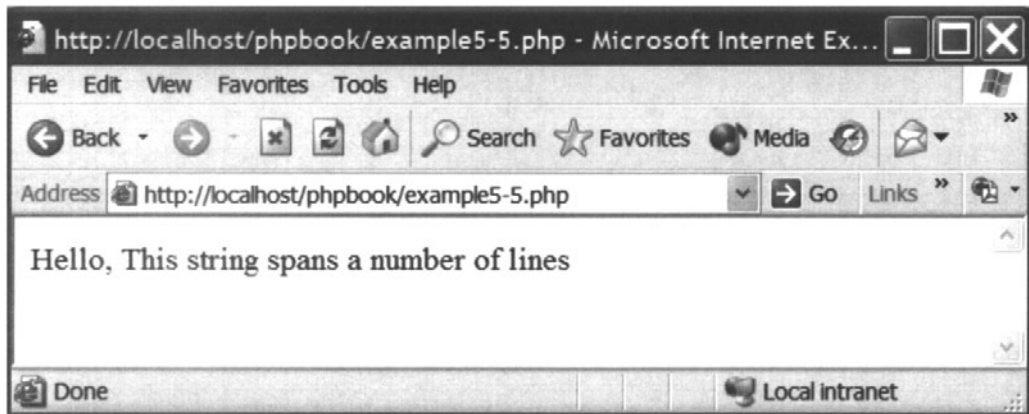 http://localhost/phpbook/example5-5.php - Microsoft Internet Ex...
File Edit View Favorites Tools Help
Back Search Favorites Media »
Address http://localhost/phpbook/example5-5.php Go Links »
Hello, This string spans a number of lines
Done Local intranet